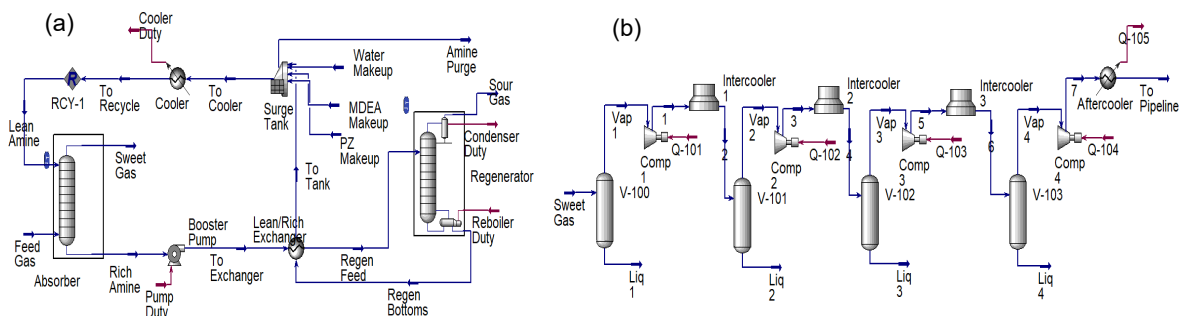 (a)
Cooler
Duty
Water
Makeup
Amine
Purge
Sour
Gas
R
RCY-1
To
Recycle
Cooler
To
Cooler
Surge
Tank
MDEA
Makeup
PZ
Makeup
Condenser
Duty
Regenerator
Lean
Amine
Sweet
Gas
To
Tank
Reboiler
Duty
Feed
Gas
Absorber
Rich
Amine
Booster
Pump
To
Exchanger
Pump
Duty
Lean/Rich
Exchanger
Regen
Feed
Regen
Bottoms
(b)
Q-105
Intercooler
1
Intercooler
2
Intercooler
3
7
Aftercooler
To
Pipeline
Vap
1
1
Q-101
Comp
1
2
Vap
2
3
Q-102
Comp
2
4
Vap
3
5
Q-103
Comp
3
6
Vap
4
Q-104
Comp
4
Sweet
Gas
V-100
V-101
V-102
V-103
Liq
1
Liq
2
Liq
3
Liq
4